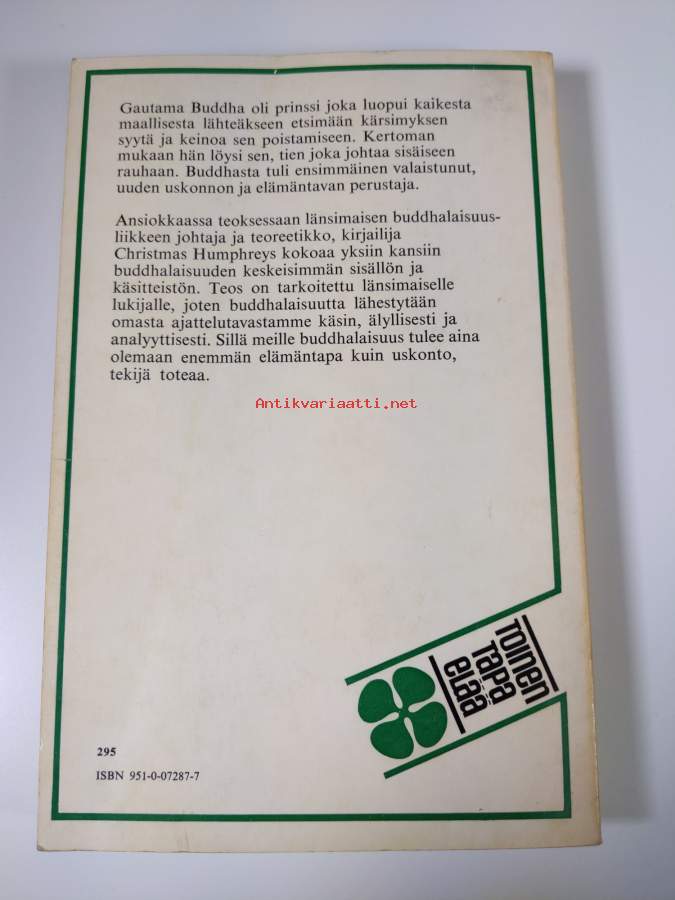 Gautama Buddha oli prinssi joka luopui kaikesta
maallisesta lähteäkseen etsimään kärsimyksen
syytä ja keinoa sen poistamiseen. Kertoman
mukaan hän löysi sen, tien joka johtaa sisäiseen
rauhaan. Buddhasta tuli ensimmäinen valaistunut,
uuden uskonnon ja elämäntavan perustaja.
Ansiokkaassa teoksessaan länsimaisen buddhalaisuus-
liikkeen johtaja ja teoreetikko, kirjailija
Christmas Humphreys kokoaa yksiin kansiin
buddhalaisuuden keskeisimmän sisällön ja
käsitteistön. Teos on tarkoitettu länsimaiselle
lukijalle, joten buddhalaisuutta lähestytään
omasta ajattelutavastamme käsin, älyllisesti ja
analyyttisesti. Sillä meille buddhalaisuus tulee aina
olemaan enemmän elämäntapa kuin uskonto,
tekijä toteaa.
Antikvariaatti.net
TOINEN
TAPA
ELÄÄ
295
ISBN 951-0-07287-7